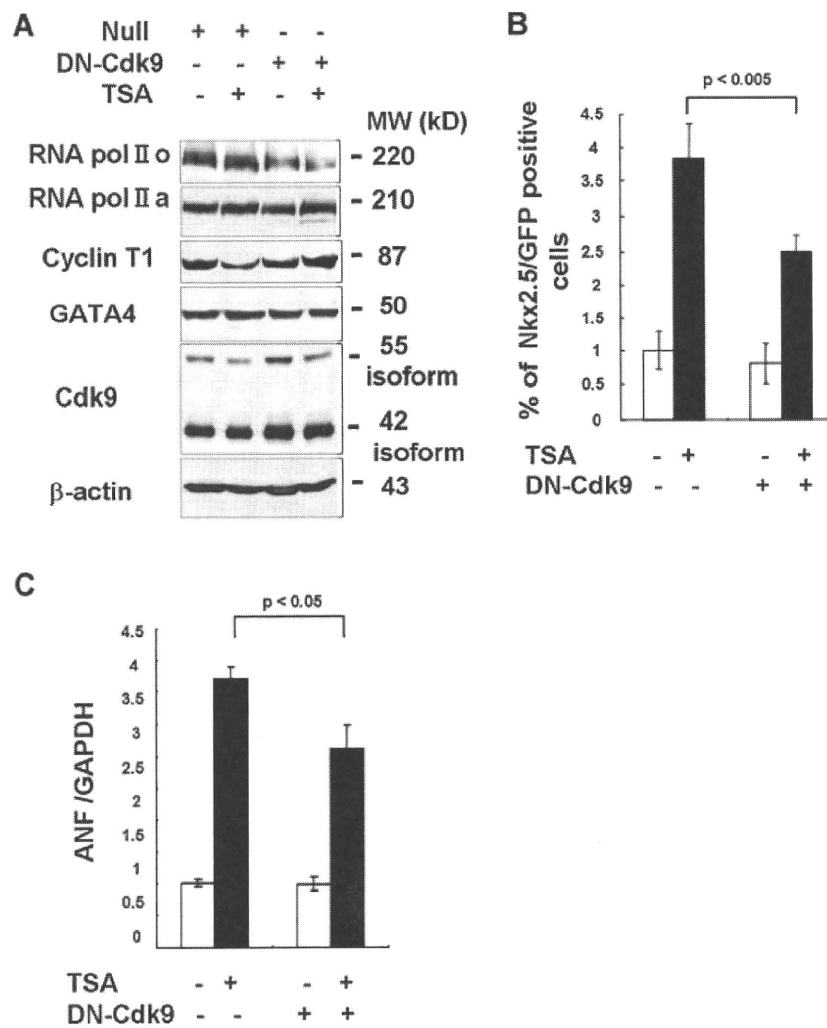 A
Null + + - -
DN-Cdk9 - - + +
TSA - + - +
MW (kD)
RNA pol II o - 220
RNA pol II a - 210
Cyclin T1 - 87
GATA4 - 50
Cdk9
- 55
isoform
- 42
isoform
β-actin - 43
B
p < 0.005
% of Nkx2.5/GFP positive
cells
4.5
4
3.5
3
2.5
2
1.5
1
0.5
0
TSA - + - +
DN-Cdk9 - - + +
C
p < 0.05
ANF /GAPDH
4.5
4
3.5
3
2.5
2
1.5
1
0.5
0
TSA - + - +
DN-Cdk9 - - + +